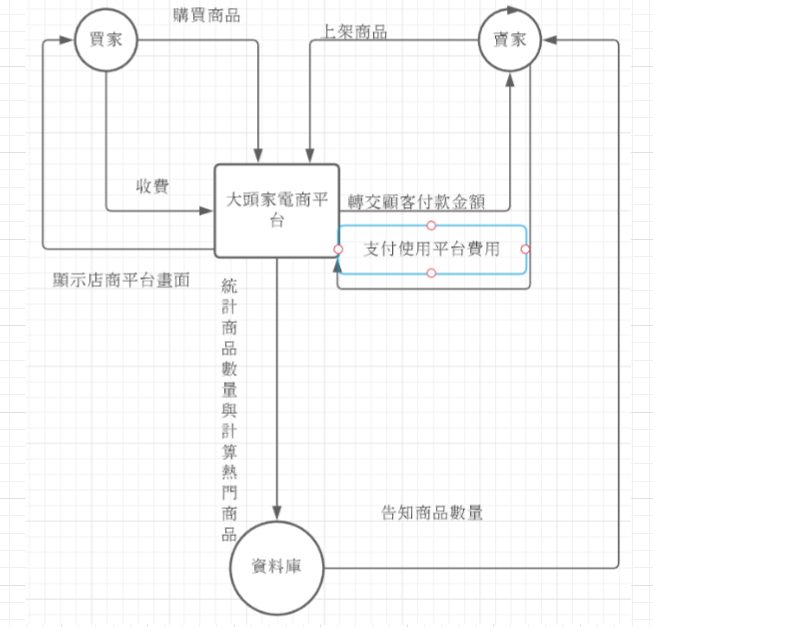 購買商品
上架商品
買家
賣家
收費
大頭家電商平
台
轉交顧客付款金額
支付使用平台費用
顯示店商平台畫面
統
計
商
品
數
量
與
計
算
熱
門
商
品
告知商品數量
資料庫